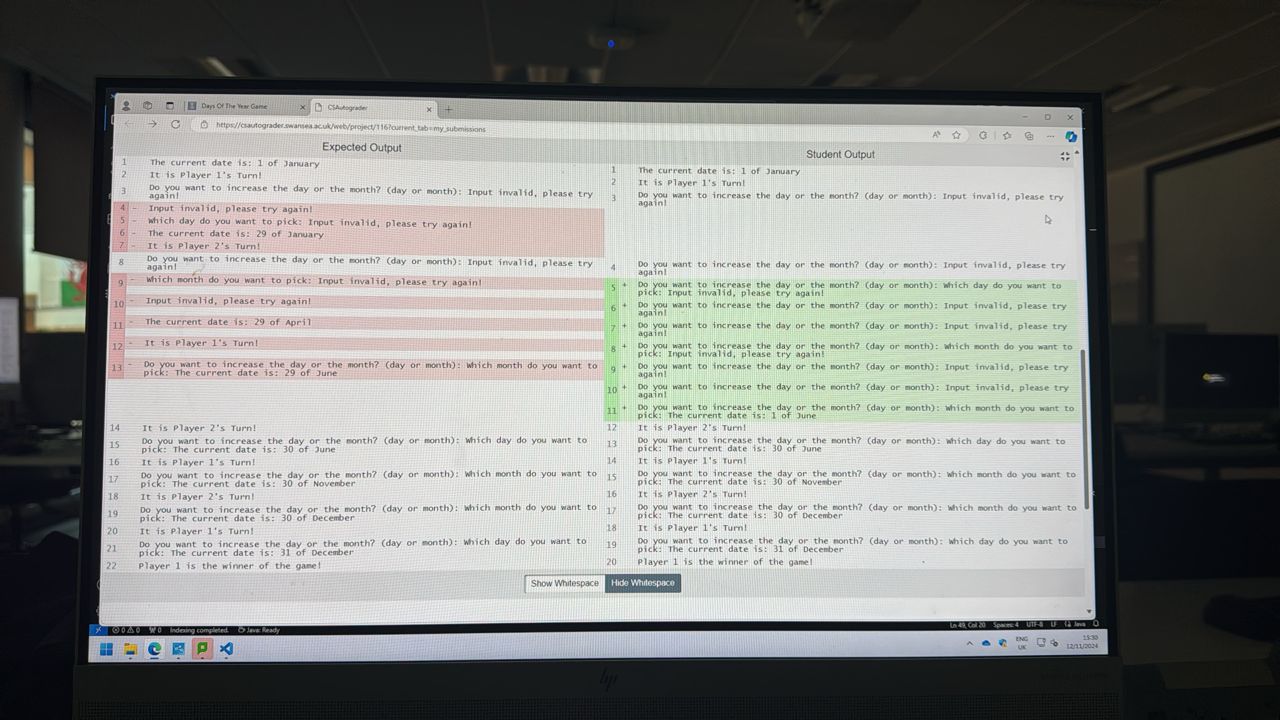 Days Of The Year Game
CSAutograder
https://csautograder.swansea.ac.uk/web/project/116?current_tab=my_submissions
Expected Output
1 The current date is: 1 of January
2 It is Player 1's Turn!
3 Do you want to increase the day or the month? (day or month): Input invalid, please try
again!
4 - Input invalid, please try again!
5 - Which day do you want to pick: Input invalid, please try again!
6 - The current date is: 29 of January
7 - It is Player 2's Turn!
8 Do you want to increase the day or the month? (day or month): Input invalid, please try
again!
9 - Which month do you want to pick: Input invalid, please try again!
10 - Input invalid, please try again!
11 - The current date is: 29 of April
12 - It is Player 1's Turn!
13 - Do you want to increase the day or the month? (day or month): Which month do you want to
pick: The current date is: 29 of June
14 It is Player 2's Turn!
15 Do you want to increase the day or the month? (day or month): Which day do you want to
pick: The current date is: 30 of June
16 It is Player 1's Turn!
17 Do you want to increase the day or the month? (day or month): Which month do you want to
pick: The current date is: 30 of November
18 It is Player 2's Turn!
19 Do you want to increase the day or the month? (day or month): Which month do you want to
pick: The current date is: 30 of December
20 It is Player 1's Turn!
21 Do you want to increase the day or the month? (day or month): Which day do you want to
pick: The current date is: 31 of December
22 Player 1 is the winner of the game!
Student Output
1 The current date is: 1 of January
2 It is Player 1's Turn!
3 Do you want to increase the day or the month? (day or month): Input invalid, please try
again!
4 Do you want to increase the day or the month? (day or month): Input invalid, please try
again!
5 + Do you want to increase the day or the month? (day or month): Which day do you want to
pick: Input invalid, please try again!
6 + Do you want to increase the day or the month? (day or month): Input invalid, please try
again!
7 + Do you want to increase the day or the month? (day or month): Input invalid, please try
again!
8 + Do you want to increase the day or the month? (day or month): Which month do you want to
pick: Input invalid, please try again!
9 + Do you want to increase the day or the month? (day or month): Input invalid, please try
again!
10 + Do you want to increase the day or the month? (day or month): Input invalid, please try
again!
11 + Do you want to increase the day or the month? (day or month): Which month do you want to
pick: The current date is: 1 of June
12 It is Player 2's Turn!
13 Do you want to increase the day or the month? (day or month): Which day do you want to
pick: The current date is: 30 of June
14 It is Player 1's Turn!
15 Do you want to increase the day or the month? (day or month): Which month do you want to
pick: The current date is: 30 of November
16 It is Player 2's Turn!
17 Do you want to increase the day or the month? (day or month): Which month do you want to
pick: The current date is: 30 of December
18 It is Player 1's Turn!
19 Do you want to increase the day or the month? (day or month): Which day do you want to
pick: The current date is: 31 of December
20 Player 1 is the winner of the game!
Show Whitespace Hide Whitespace
0 0 0 Indexing completed. Java: Ready
Ln 49, Col 20 Spaces: 4 UTF-8 LF Java
ENG
UK
15:30
12/11/2024
hp